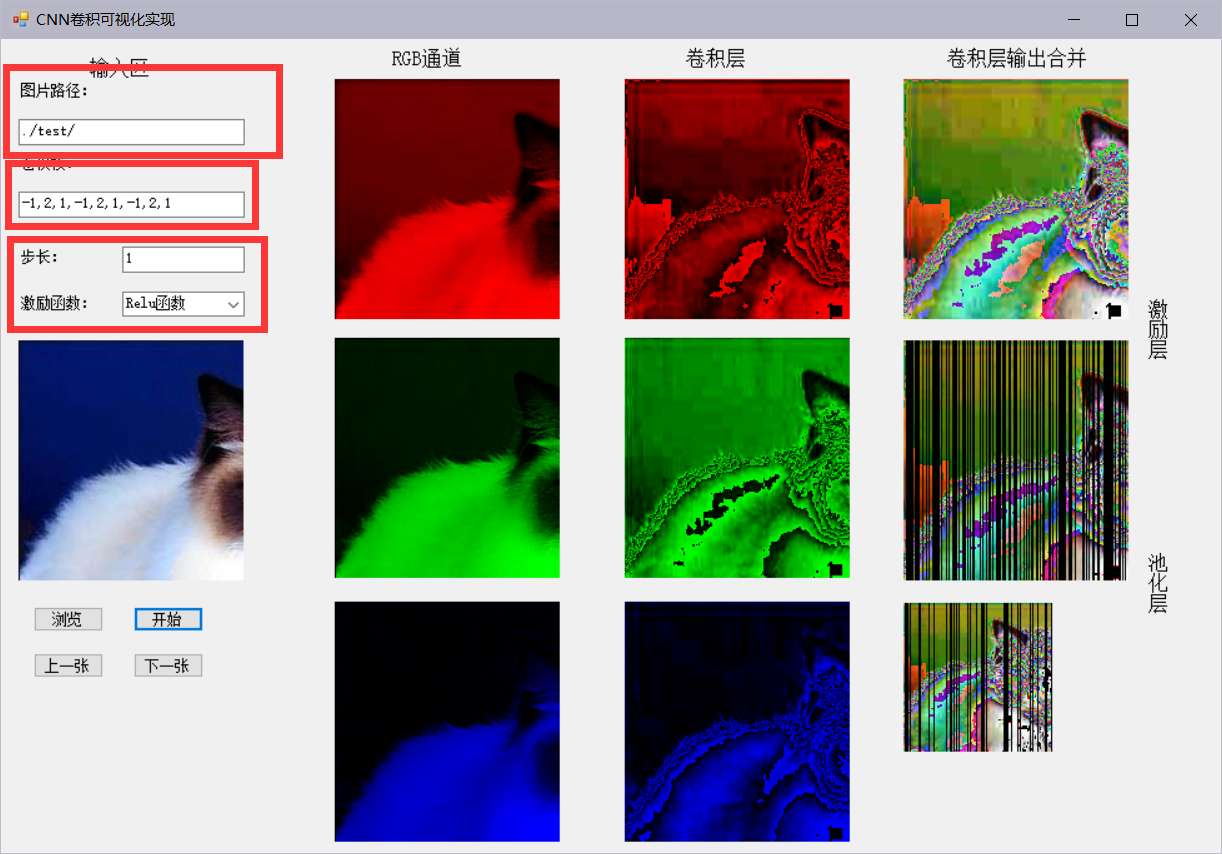 CNN卷积可视化实现
输入区
RGB通道
卷积层
卷积层输出合并
图片路径：
./test/
-1,2,1,-1,2,1,-1,2,1
步长：
1
激励函数：
Relu函数
激励层
池化层
浏览
开始
上一张
下一张